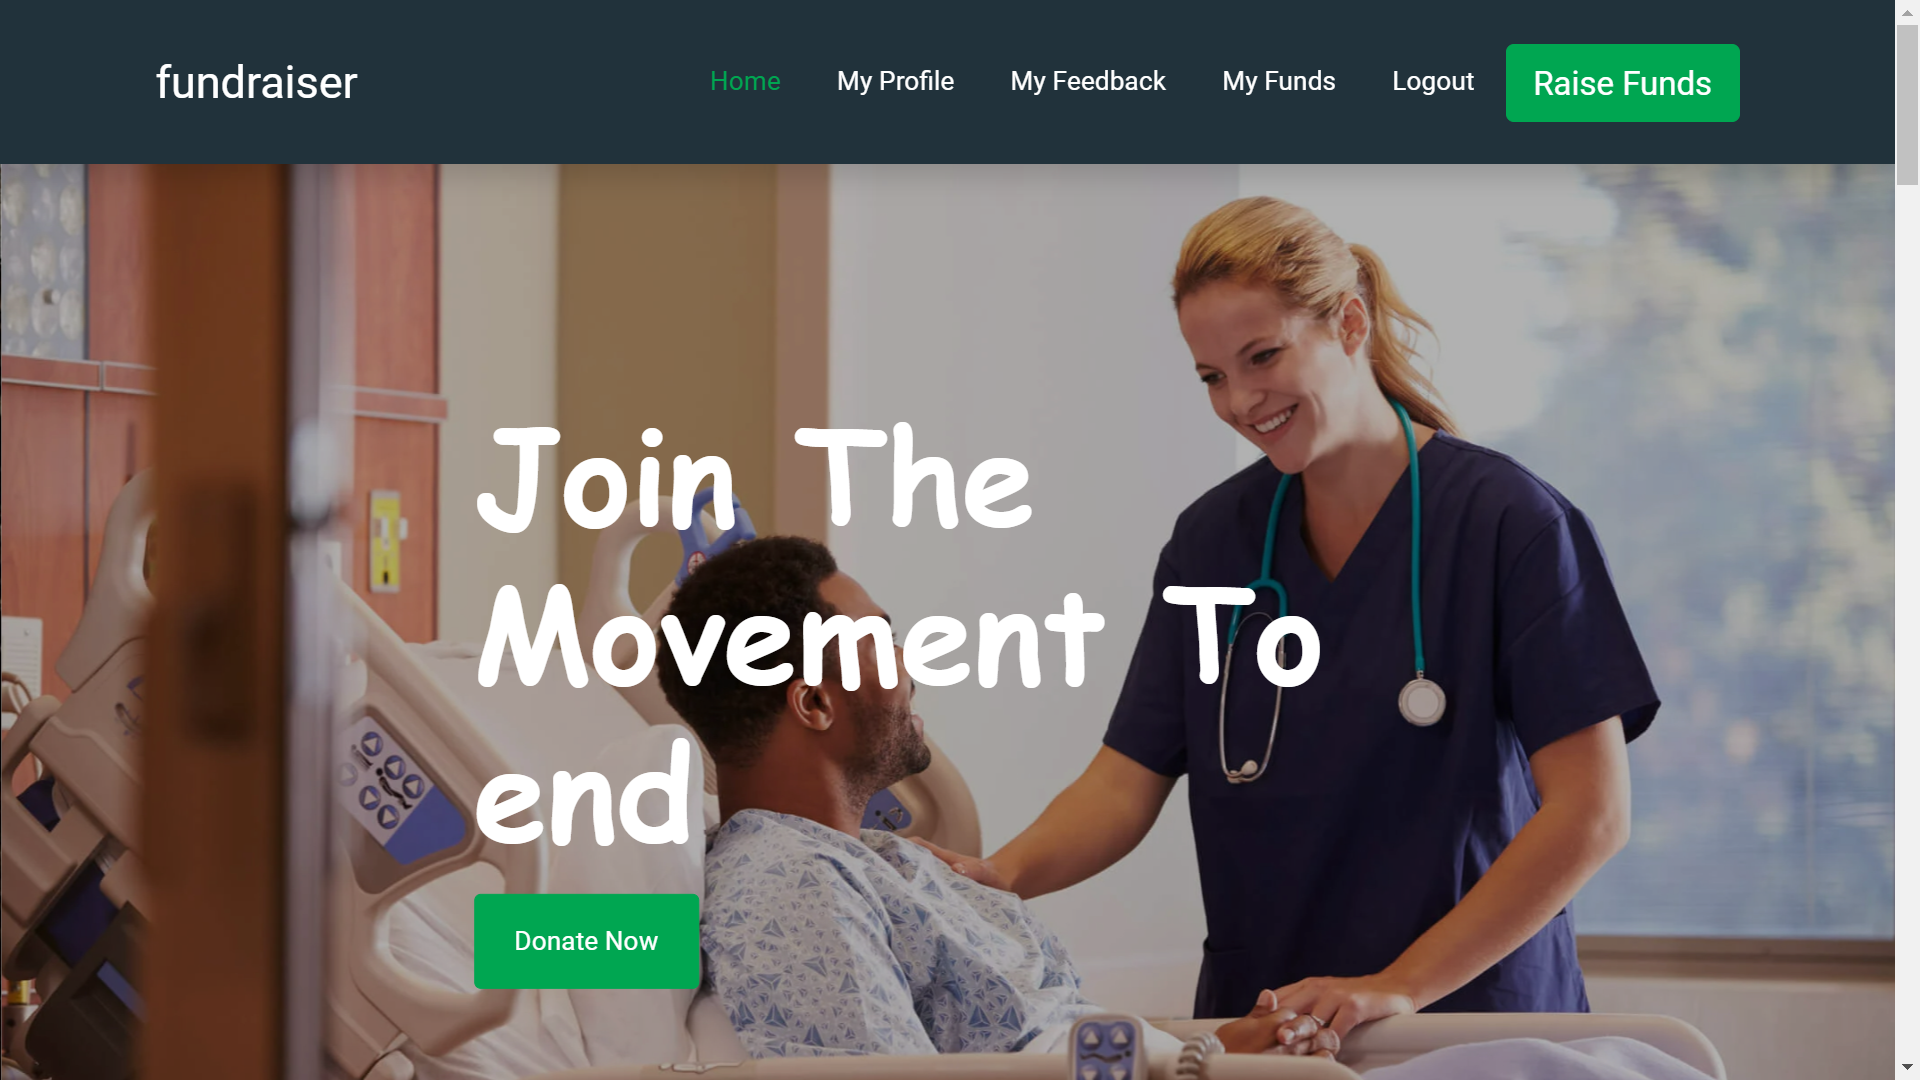 fundraiser
Home My Profile My Feedback My Funds Logout Raise Funds
Join The
Movement To
end
Donate Now